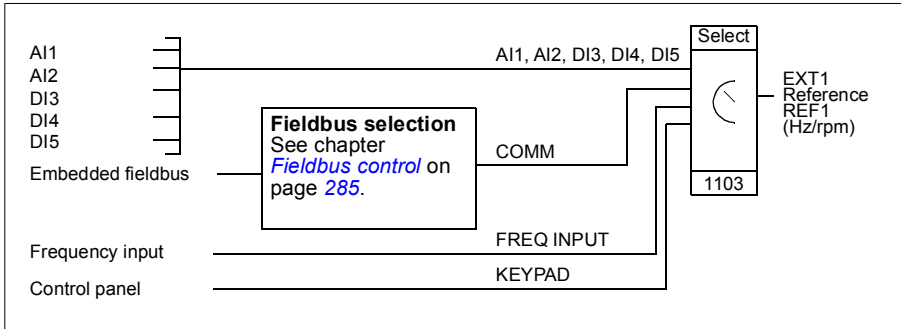 AI1
AI2
DI3
DI4
DI5
Embedded fieldbus
Frequency input
Control panel
Fieldbus selection
See chapter
Fieldbus control on
page 285.
AI1, AI2, DI3, DI4, DI5
COMM
FREQ INPUT
KEYPAD
Select
1103
EXT1
Reference
REF1
(Hz/rpm)